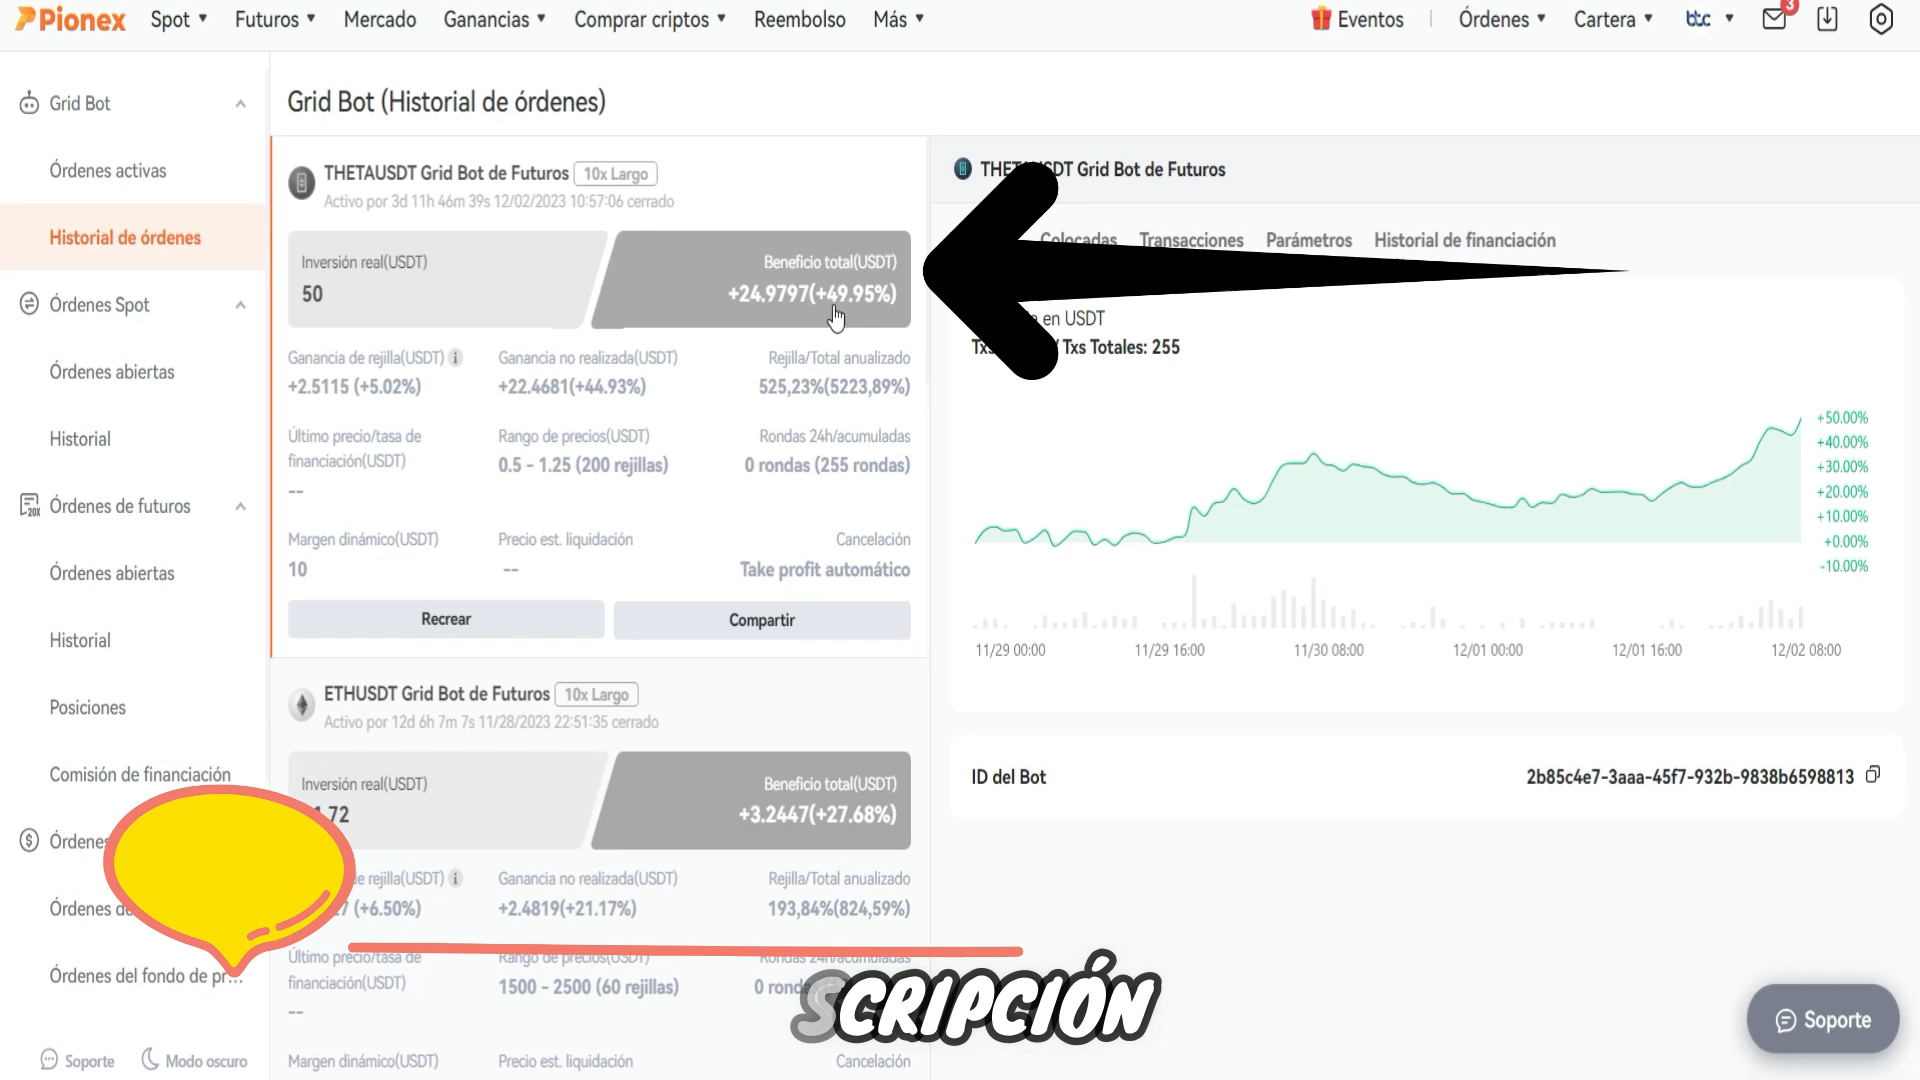 Pionex
Spot
Futuros
Mercado
Ganancias
Comprar criptos
Reembolso
Más
Eventos
Órdenes
Cartera
btc
3
Grid Bot
Órdenes activas
Historial de órdenes
Órdenes Spot
Órdenes abiertas
Historial
20X
Órdenes de futuros
Órdenes abiertas
Historial
Posiciones
Comisión de financiación
Órdenes
Órdenes
Órdenes del fondo de pr...
Soporte
Modo oscuro
Grid Bot (Historial de órdenes)
THETAUSDT Grid Bot de Futuros 10x Largo
Activo por 3d 11h 46m 39s 12/02/2023 10:57:06 cerrado
Inversión real(USDT)
50
Beneficio total(USDT)
+24.9797(+49.95%)
Ganancia de rejilla(USDT) i
+2.5115 (+5.02%)
Ganancia no realizada(USDT)
+22.4681(+44.93%)
Rejilla/Total anualizado
525,23%(5223,89%)
Último precio/tasa de
financiación(USDT)
--
Rango de precios(USDT)
0.5 - 1.25 (200 rejillas)
Rondas 24h/acumuladas
0 rondas (255 rondas)
Margen dinámico(USDT)
10
Precio est. liquidación
--
Cancelación
Take profit automático
Recrear
Compartir
ETHUSDT Grid Bot de Futuros 10x Largo
Activo por 12d 6h 7m 7s 11/28/2023 22:51:35 cerrado
Inversión real(USDT)
72
Beneficio total(USDT)
+3.2447(+27.68%)
rejilla(USDT) i
(+6.50%)
Ganancia no realizada(USDT)
+2.4819(+21.17%)
Rejilla/Total anualizado
193,84%(824,59%)
Último precio/tasa de
financiación(USDT)
--
Rango de precios(USDT)
1500 - 2500 (60 rejillas)
Rondas 24h/acumuladas
0
Margen dinámico(USDT)
Precio est. liquidación
Cancelación
THETAUSDT Grid Bot de Futuros
Colocadas
Transacciones
Parámetros
Historial de financiación
en USDT
Txs / Txs Totales: 255
+50.00%
+40.00%
+30.00%
+20.00%
+10.00%
+0.00%
-10.00%
11/29 00:00
11/29 16:00
11/30 08:00
12/01 00:00
12/01 16:00
12/02 08:00
ID del Bot
2b85c4e7-3aaa-45f7-932b-9838b6598813
SCRIPCIÓN
Soporte